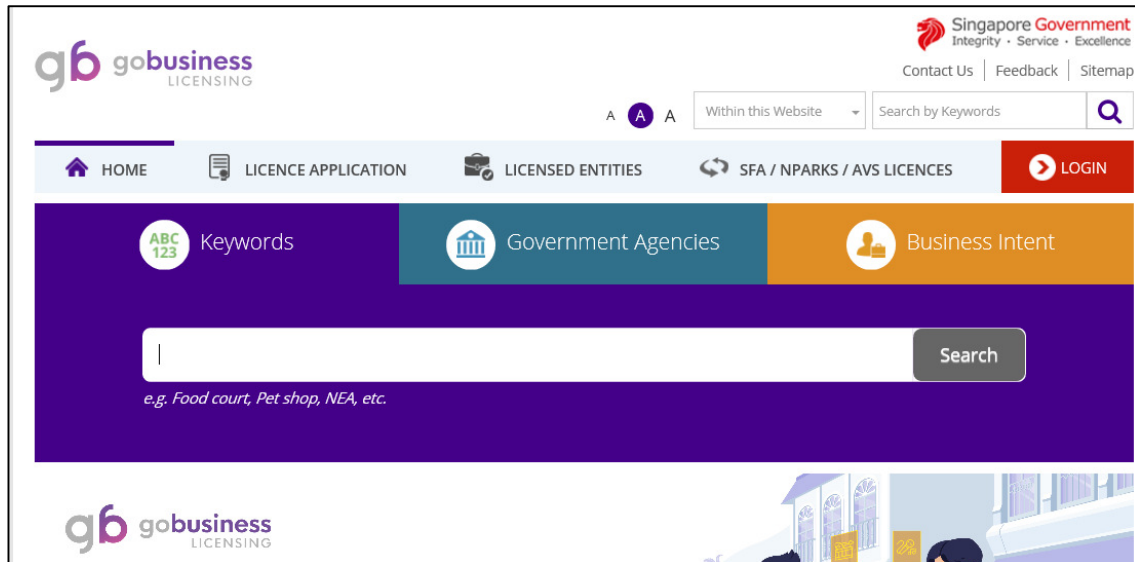 Singapore Government
Integrity · Service · Excellence
gb gobusiness
LICENSING
Contact Us | Feedback | Sitemap
A A A Within this Website Search by Keywords
HOME LICENCE APPLICATION LICENSED ENTITIES SFA / NPARKS / AVS LICENCES LOGIN
ABC
123
Keywords Government Agencies Business Intent
Search
e.g. Food court, Pet shop, NEA, etc.
gb gobusiness
LICENSING